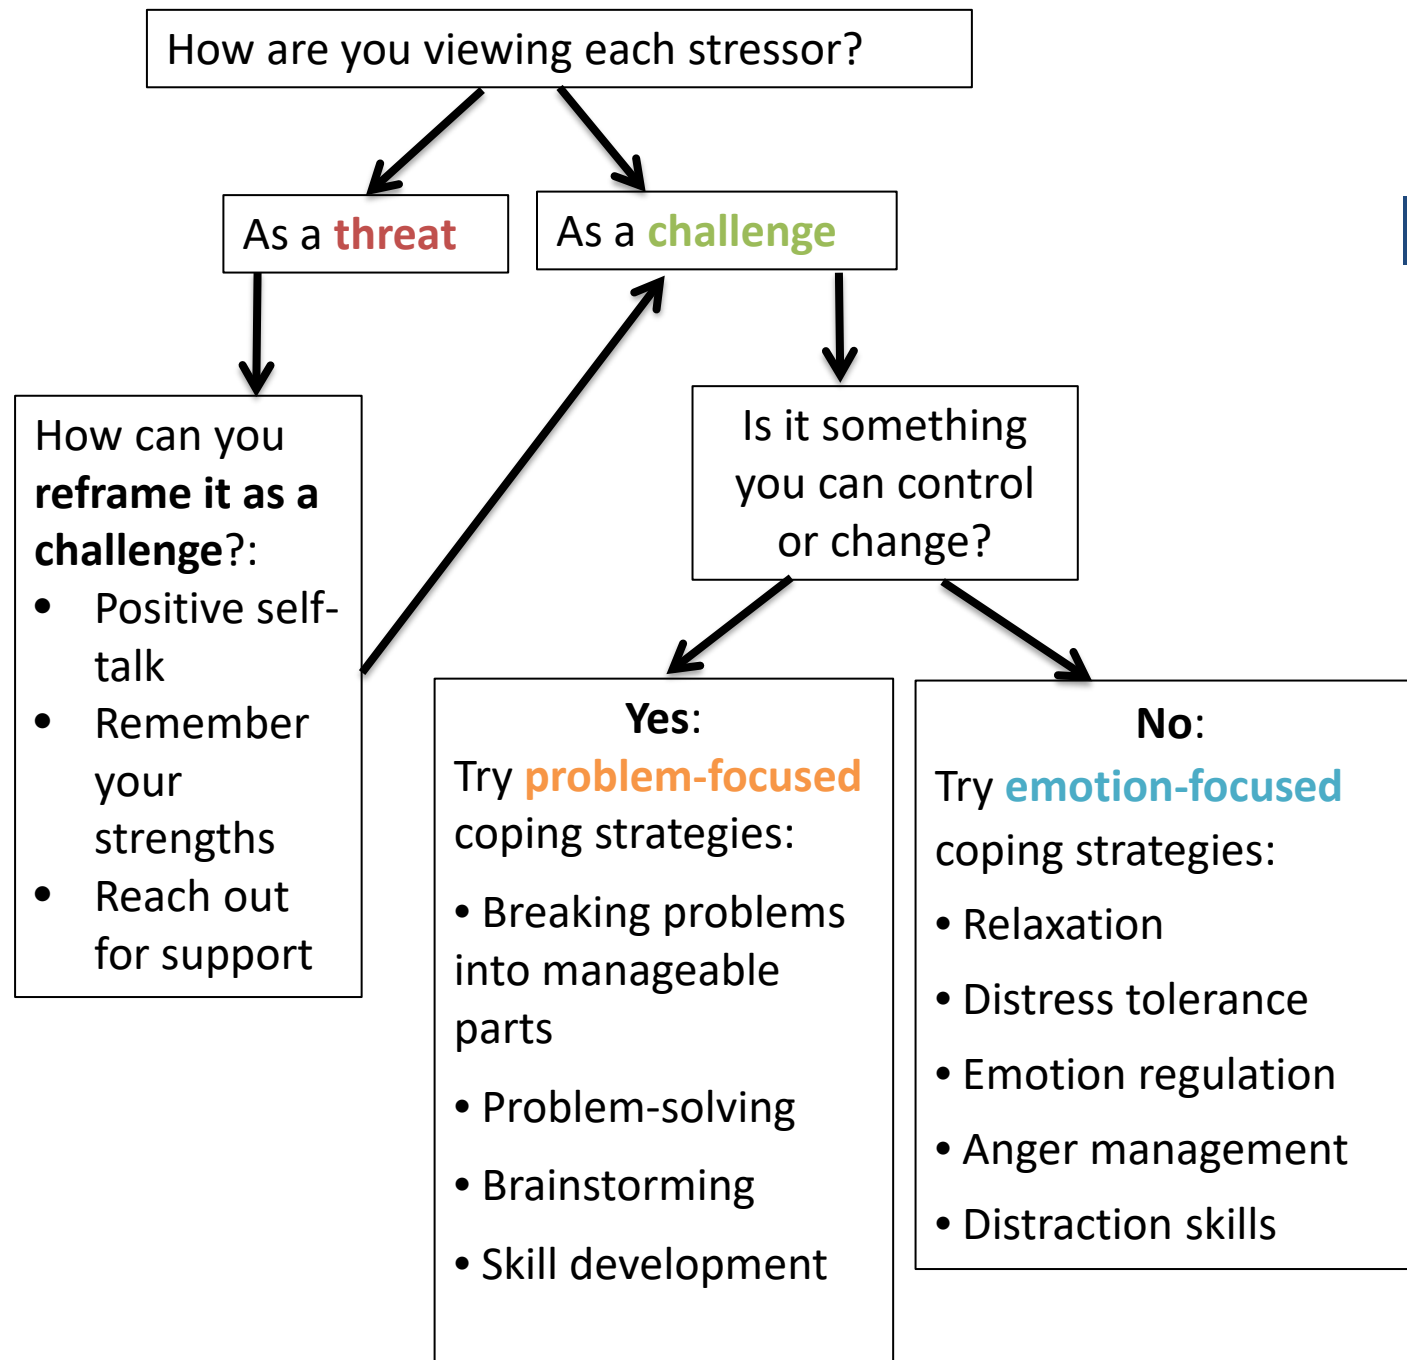 How are you viewing each stressor?
As a threat
As a challenge
How can you
reframe it as a
challenge?:
• Positive self-
talk
• Remember
your
strengths
• Reach out
for support
Is it something
you can control
or change?
Yes:
Try problem-focused
coping strategies:
• Breaking problems
into manageable
parts
• Problem-solving
• Brainstorming
• Skill development
No:
Try emotion-focused
coping strategies:
• Relaxation
• Distress tolerance
• Emotion regulation
• Anger management
• Distraction skills